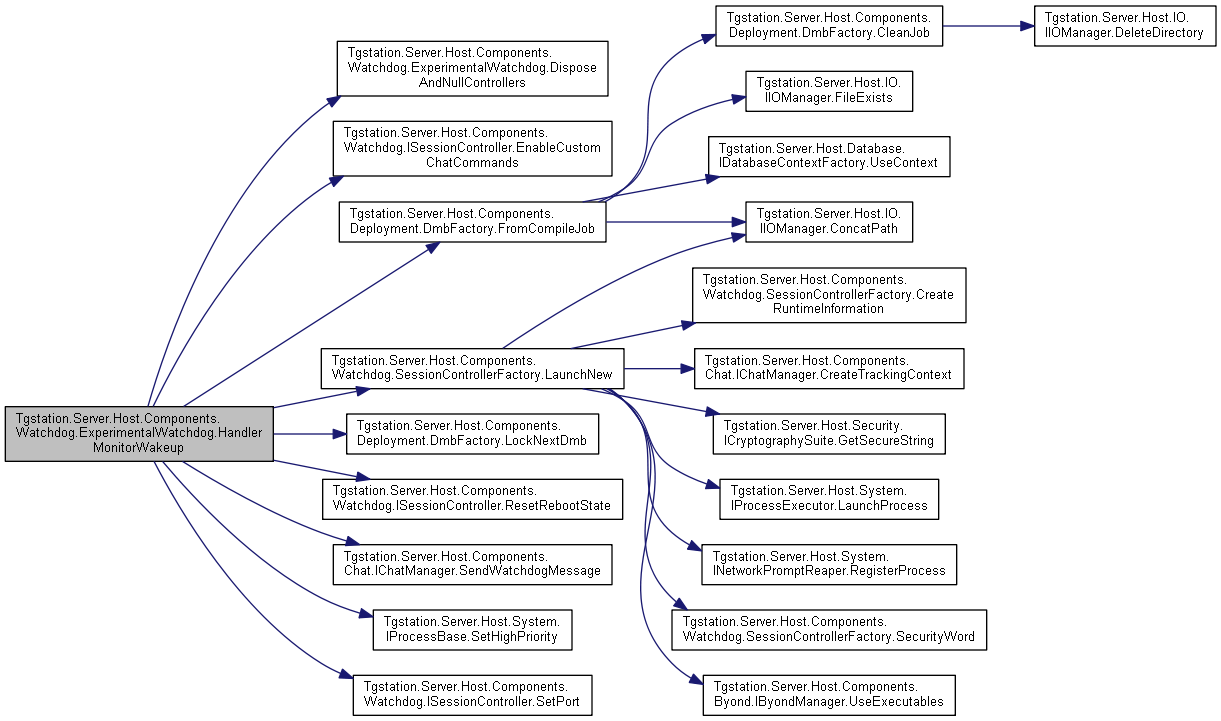 Tgstation.Server.Host.Components.
Watchdog.ExperimentalWatchdog.Handler
MonitorWakeup
Tgstation.Server.Host.Components.
Watchdog.ExperimentalWatchdog.Dispose
AndNullControllers
Tgstation.Server.Host.Components.
Watchdog.ISessionController.EnableCustom
ChatCommands
Tgstation.Server.Host.Components.
Deployment.DmbFactory.FromCompileJob
Tgstation.Server.Host.Components.
Watchdog.SessionControllerFactory.LaunchNew
Tgstation.Server.Host.Components.
Deployment.DmbFactory.LockNextDmb
Tgstation.Server.Host.Components.
Watchdog.ISessionController.ResetRebootState
Tgstation.Server.Host.Components.
Chat.IChatManager.SendWatchdogMessage
Tgstation.Server.Host.System.
IProcessBase.SetHighPriority
Tgstation.Server.Host.Components.
Watchdog.ISessionController.SetPort
Tgstation.Server.Host.Components.
Deployment.DmbFactory.CleanJob
Tgstation.Server.Host.IO.
IIOManager.FileExists
Tgstation.Server.Host.Database.
IDatabaseContextFactory.UseContext
Tgstation.Server.Host.IO.
IIOManager.ConcatPath
Tgstation.Server.Host.Components.
Watchdog.SessionControllerFactory.Create
RuntimeInformation
Tgstation.Server.Host.Components.
Chat.IChatManager.CreateTrackingContext
Tgstation.Server.Host.Security.
ICryptographySuite.GetSecureString
Tgstation.Server.Host.System.
IProcessExecutor.LaunchProcess
Tgstation.Server.Host.System.
INetworkPromptReaper.RegisterProcess
Tgstation.Server.Host.Components.
Watchdog.SessionControllerFactory.SecurityWord
Tgstation.Server.Host.Components.
Byond.IByondManager.UseExecutables
Tgstation.Server.Host.IO.
IIOManager.DeleteDirectory